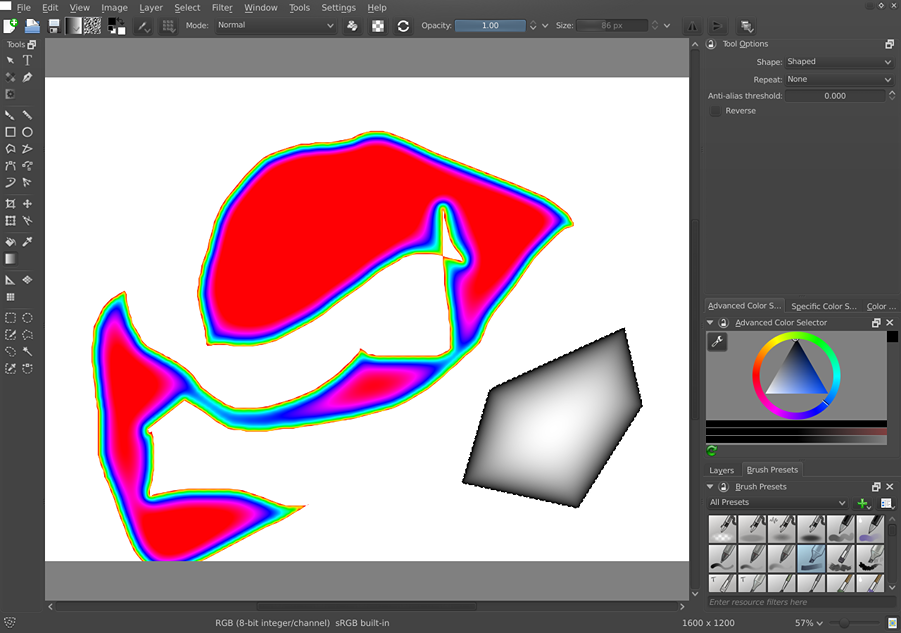 File Edit View Image Layer Select Filter Window Tools Settings Help
Mode: Normal Opacity: 1.00 Size: 86 px
Tools
T
Tool Options
Shape: Shaped
Repeat: None
Anti-alias threshold: 0.000
Reverse
Advanced Color S... Specific Color S... Color ...
Advanced Color Selector
Layers Brush Presets
Brush Presets
All Presets
Enter resource filters here
RGB (8-bit integer/channel) sRGB built-in 1600 x 1200 57%